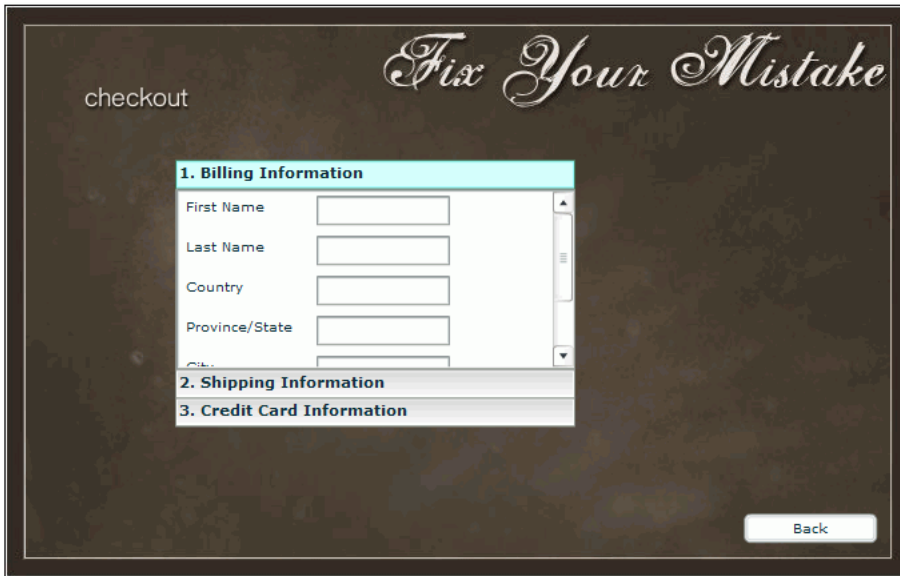 Fix Your Mistake
checkout
1. Billing Information
First Name
Last Name
Country
Province/State
City
2. Shipping Information
3. Credit Card Information
Back